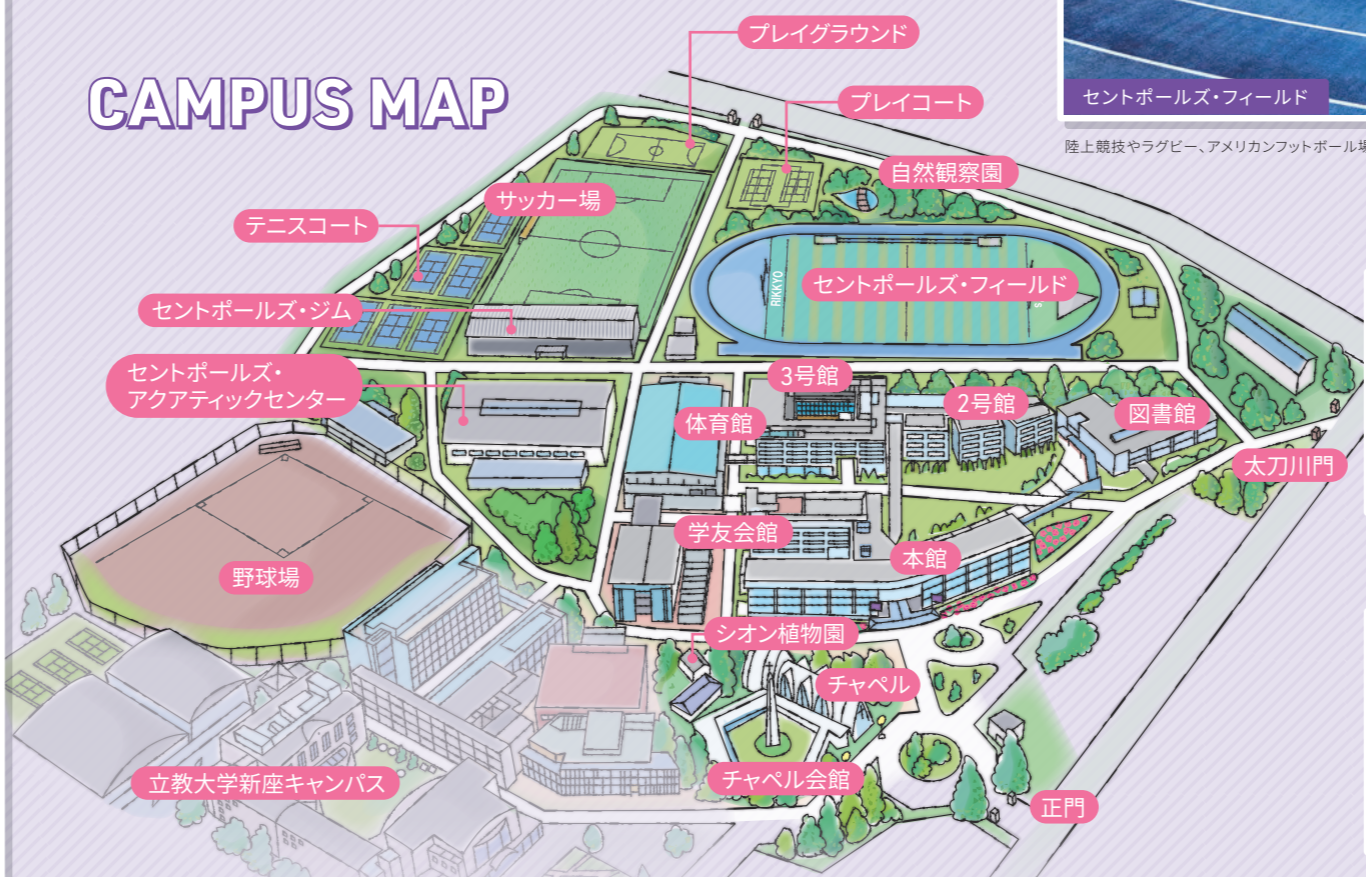 CAMPUS MAP
プレイグラウンド
プレイコート
セントポールズ・フィールド
陸上競技やラグビー、アメリカンフットボール場
自然観察園
サッカー場
テニスコート
セントポールズ・フィールド
RIKKYO
セントポールズ・ジム
セントポールズ・
アクアティックセンター
3号館
2号館
図書館
体育館
太刀川門
学友会館
本館
野球場
シオン植物園
チャペル
チャペル会館
立教大学新座キャンパス
正門